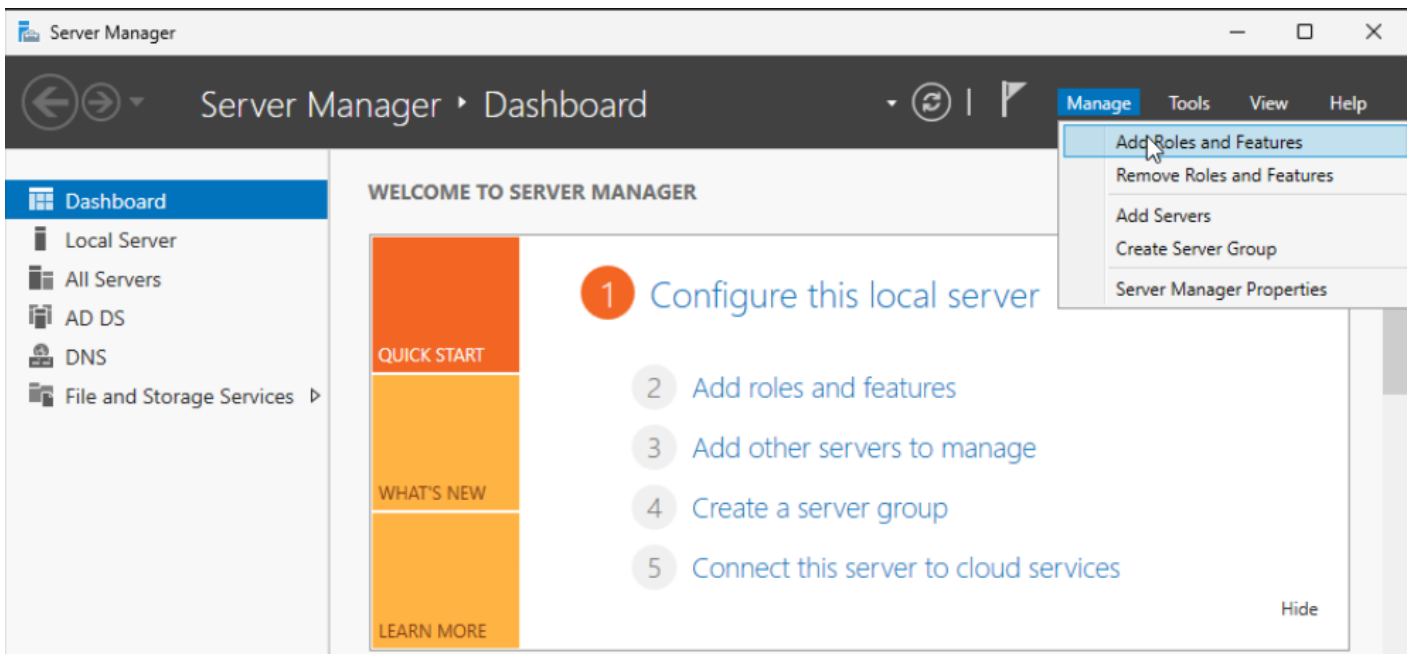 Server Manager
Server Manager ‣ Dashboard
Manage Tools View Help
Add Roles and Features
Remove Roles and Features
Add Servers
Create Server Group
Server Manager Properties
Dashboard
Local Server
All Servers
AD DS
DNS
File and Storage Services
WELCOME TO SERVER MANAGER
QUICK START
WHAT'S NEW
LEARN MORE
1 Configure this local server
2 Add roles and features
3 Add other servers to manage
4 Create a server group
5 Connect this server to cloud services
Hide